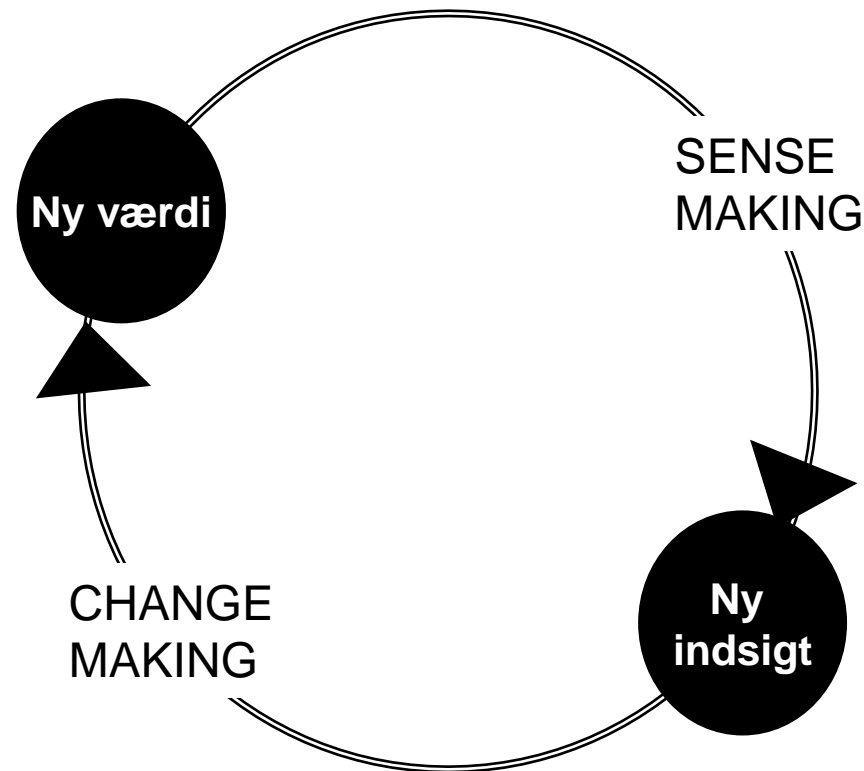 SENSE
MAKING
Ny værdi
CHANGE
MAKING
Ny
indsigt